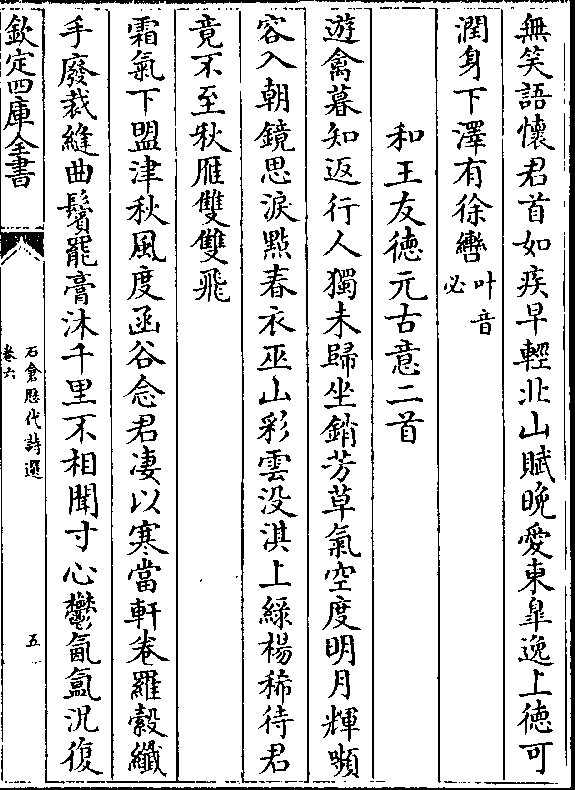 無笑語懷君首如疾早輕北山賦晚愛東臯逸上徳可
潤身下澤有徐轡叶音必
和王友徳元古意二首
遊禽暮知返行人獨未歸坐銷芳草氣空度明月輝嚬
容入朝鏡思淚點春衣巫山彩雲没淇上緑楊稀待君
竟不至秋雁雙雙飛
霜氣下盟津秋風度函谷念君凄以寒當軒卷羅縠纖
手廢裁縫曲鬢罷膏沐千里不相聞寸心鬱氤氲況復
欽定四庫全書
石倉歴代詩選
卷六
五